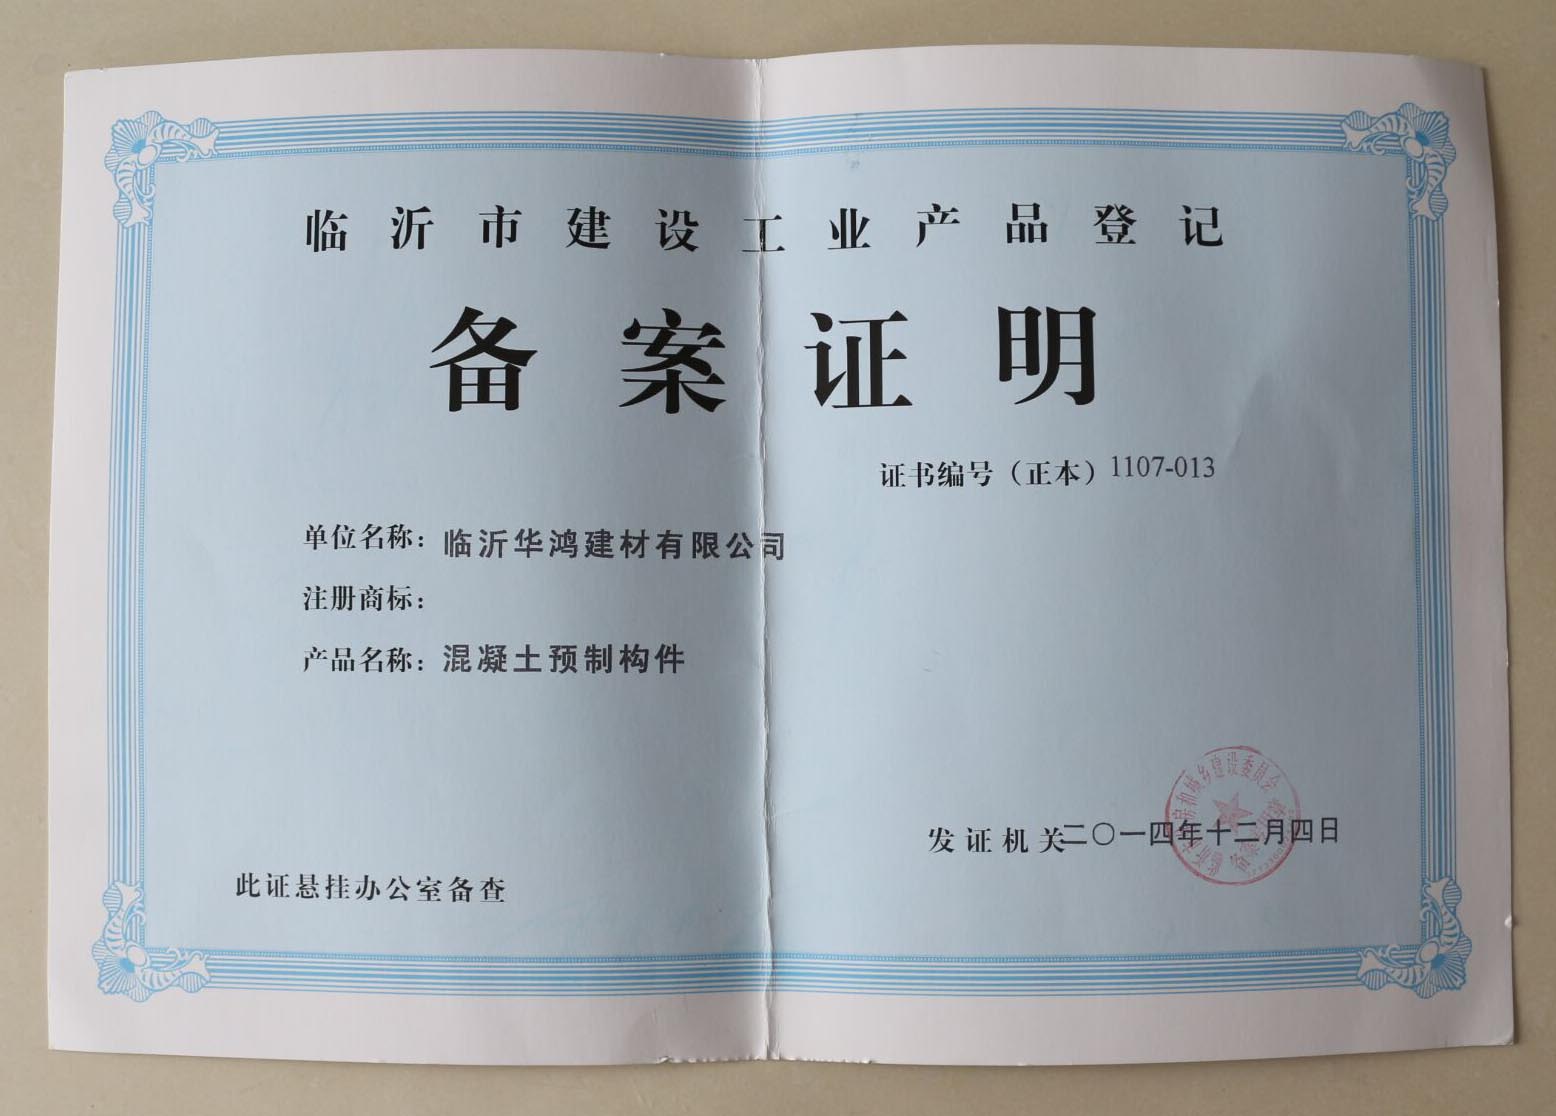 临沂市建设工业产品登记
备案证明
证书编号（正本）1107-013
单位名称：临沂华鸿建材有限公司
注册商标：
产品名称：混凝土预制构件
发证机关二〇一四年十二月四日
此证悬挂办公室备查